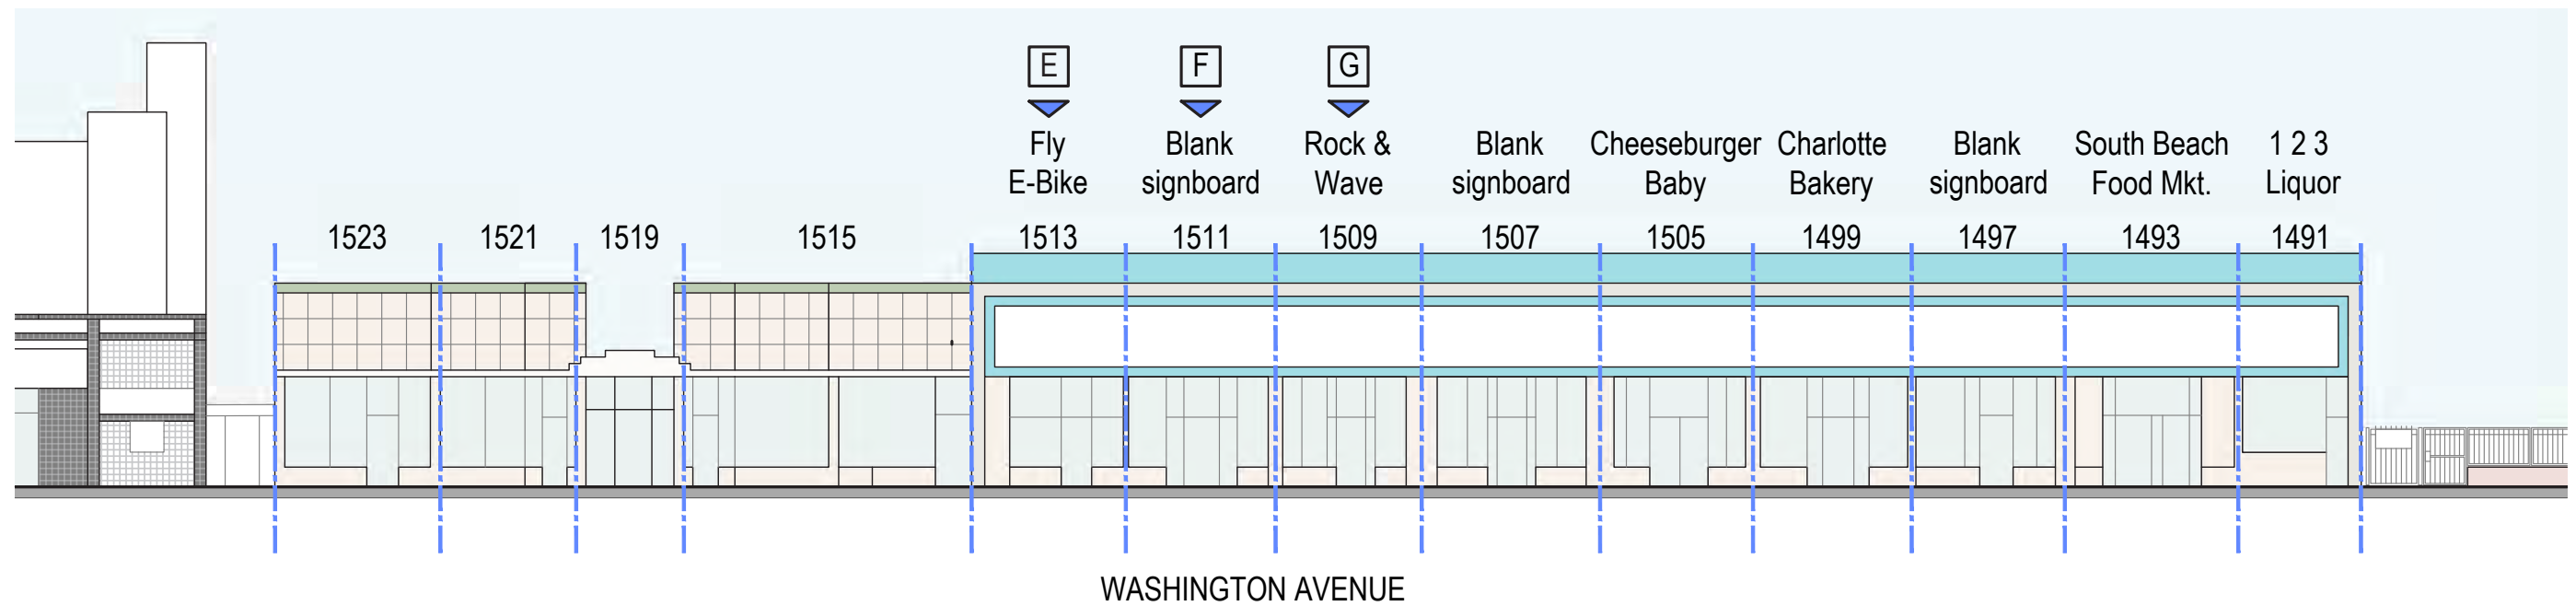 E F G
Fly Blank Rock & Blank Cheeseburger Charlotte Blank South Beach 1 2 3
E-Bike signboard Wave signboard Baby Bakery signboard Food Mkt. Liquor
1523 1521 1519 1515 1513 1511 1509 1507 1505 1499 1497 1493 1491
WASHINGTON AVENUE